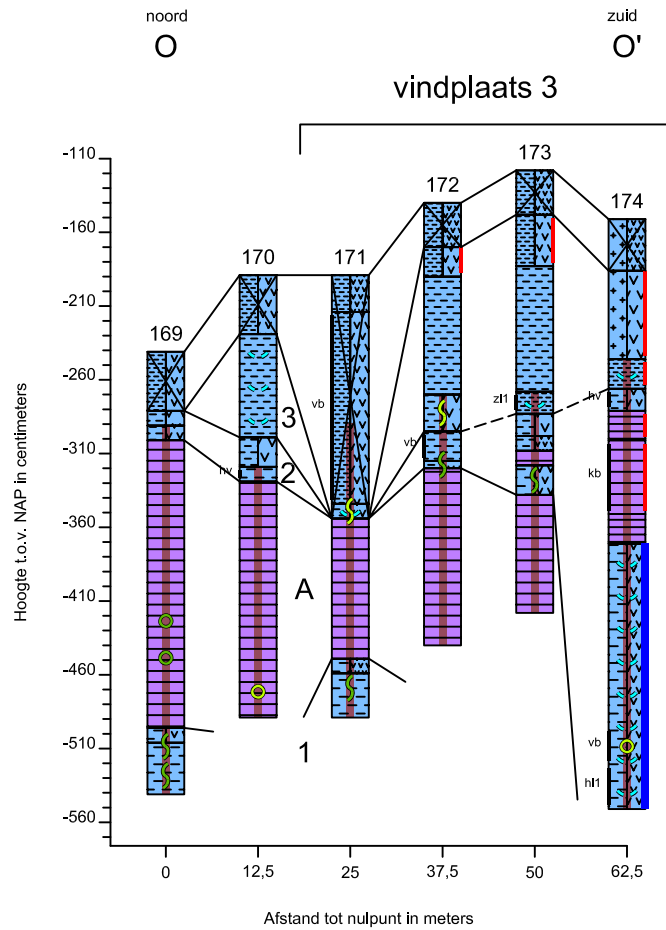 noord
zuid
O
O'
vindplaats 3
-110
173
172
-160
174
170
171
-210
169
-260
vb
zl1
hv
3
-310
vb
2
hv
kb
-360
-410
A
-460
-510
1
vb
hl1
-560
0
12,5
25
37,5
50
62,5
Hoogte t.o.v. NAP in centimeters
Afstand tot nulpunt in meters